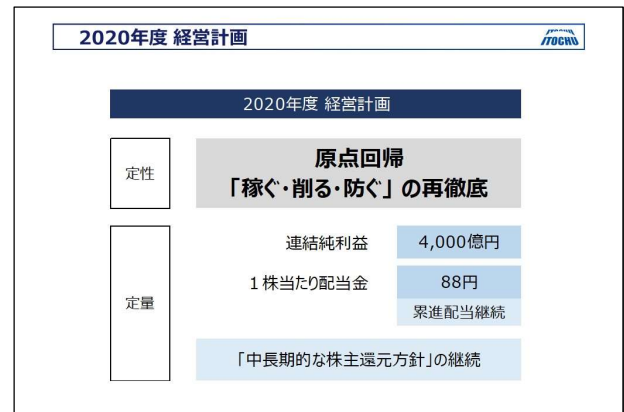 2020年度 経営計画
ITOCHU
2020年度 経営計画
定性
原点回帰
「稼ぐ・削る・防ぐ」の再徹底
定量
連結純利益
4,000億円
1株当たり配当金
88円
累進配当継続
「中長期的な株主還元方針」の継続